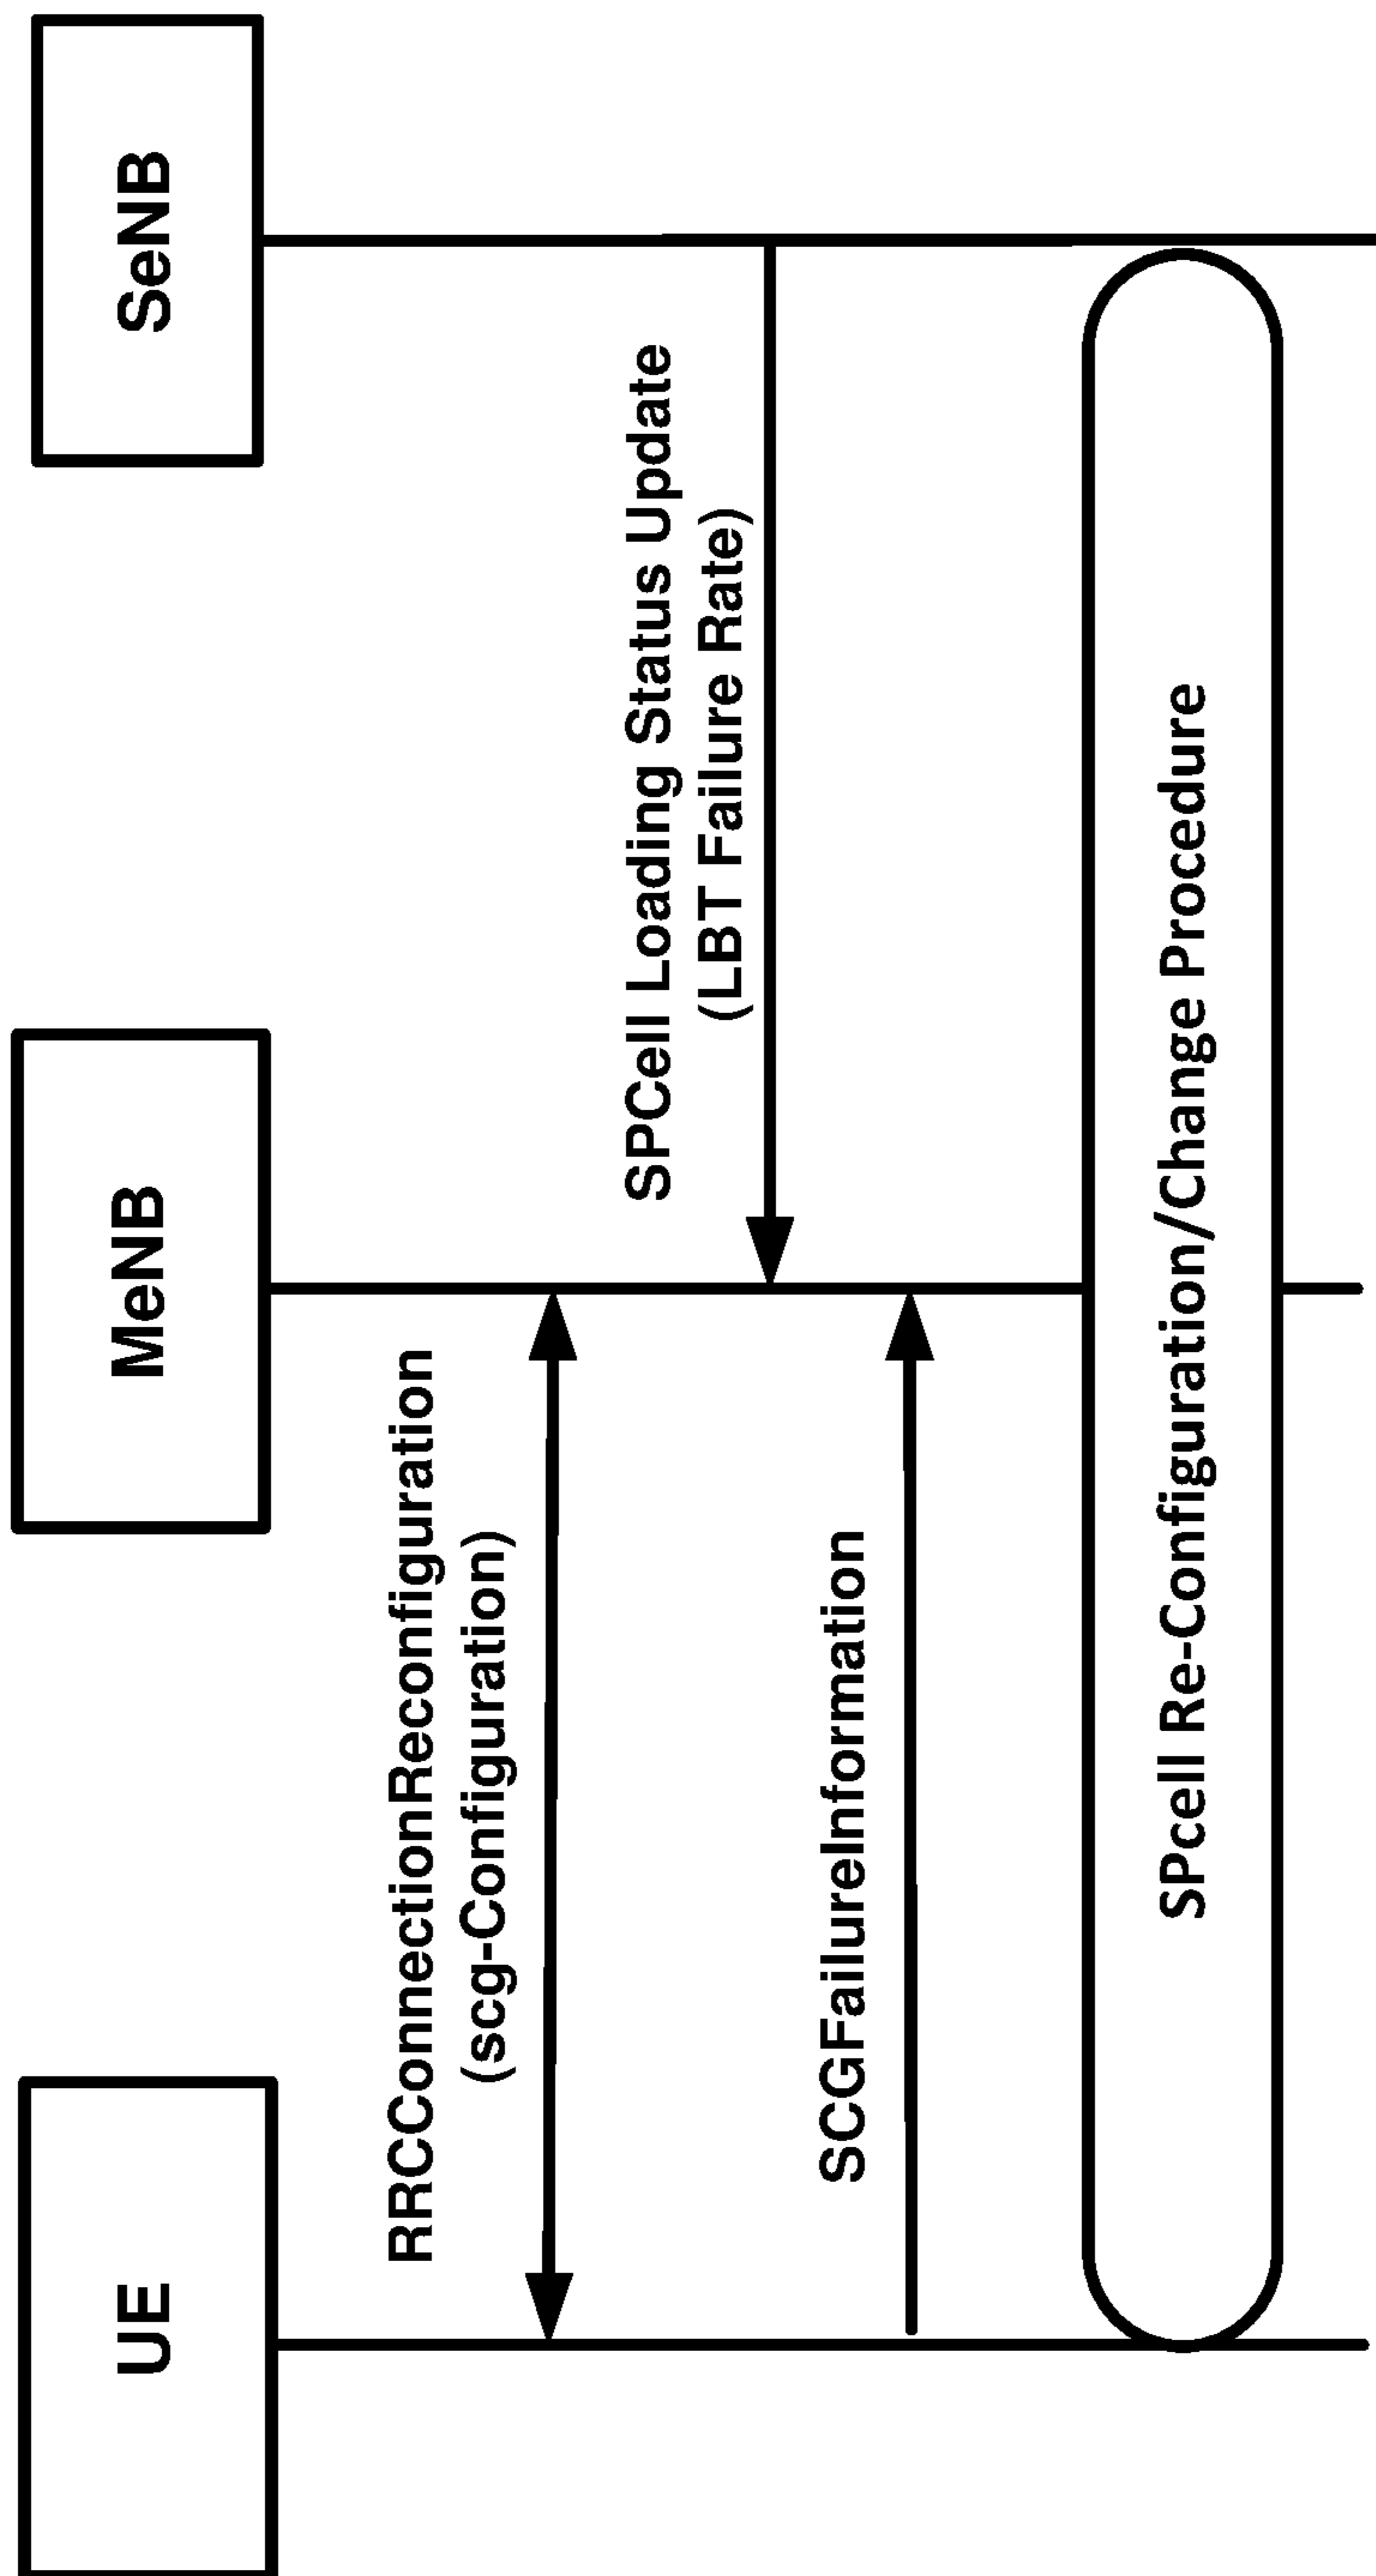 UE
MeNB
SeNB
RRCConnectionReconfiguration
(scg-Configuration)
SPCell Loading Status Update
(LBT Failure Rate)
SCGFailureInformation
SPcell Re-Configuration/Change Procedure